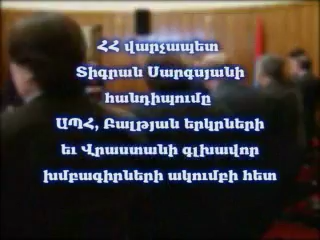 ՀՀ վարչապետ
Տիգրան Սարգսյանի
հանդիպումը
ԱՊՀ, Բալթյան երկրների
եւ Վրաստանի գլխավոր
խմբագիրների ակումբի հետ